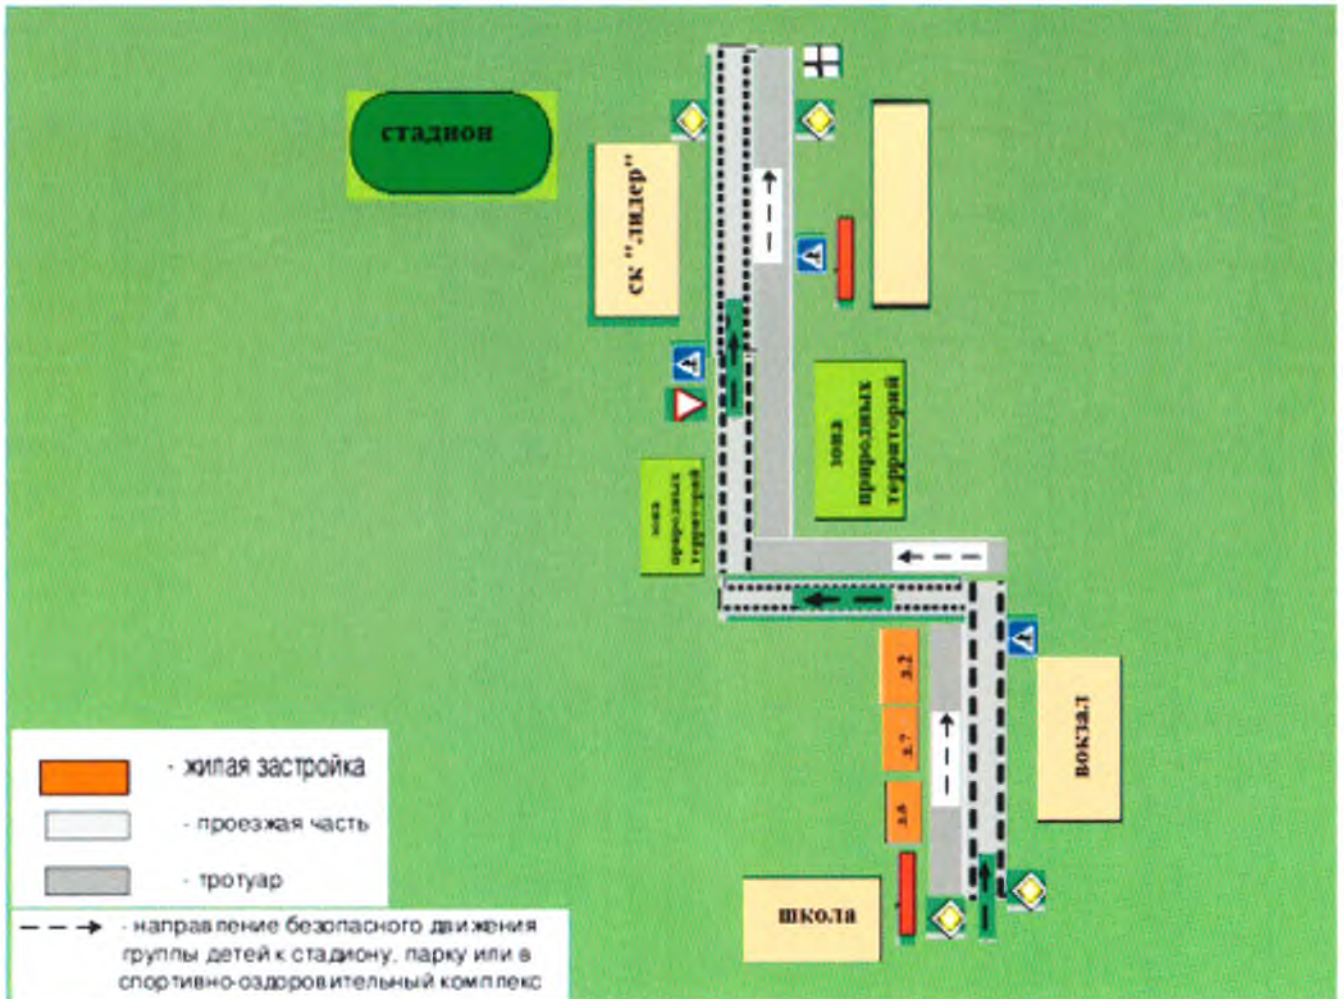 стадион
ск "лидер"
зона
природных
территорий
зона
природных
территорий
д.2
д.7
вокзал
школа
- жилая застройка
- проезжая часть
- тротуар
- направление безопасного движения
группы детей к стадиону, парку или в
спортивно-оздоровительный комплекс